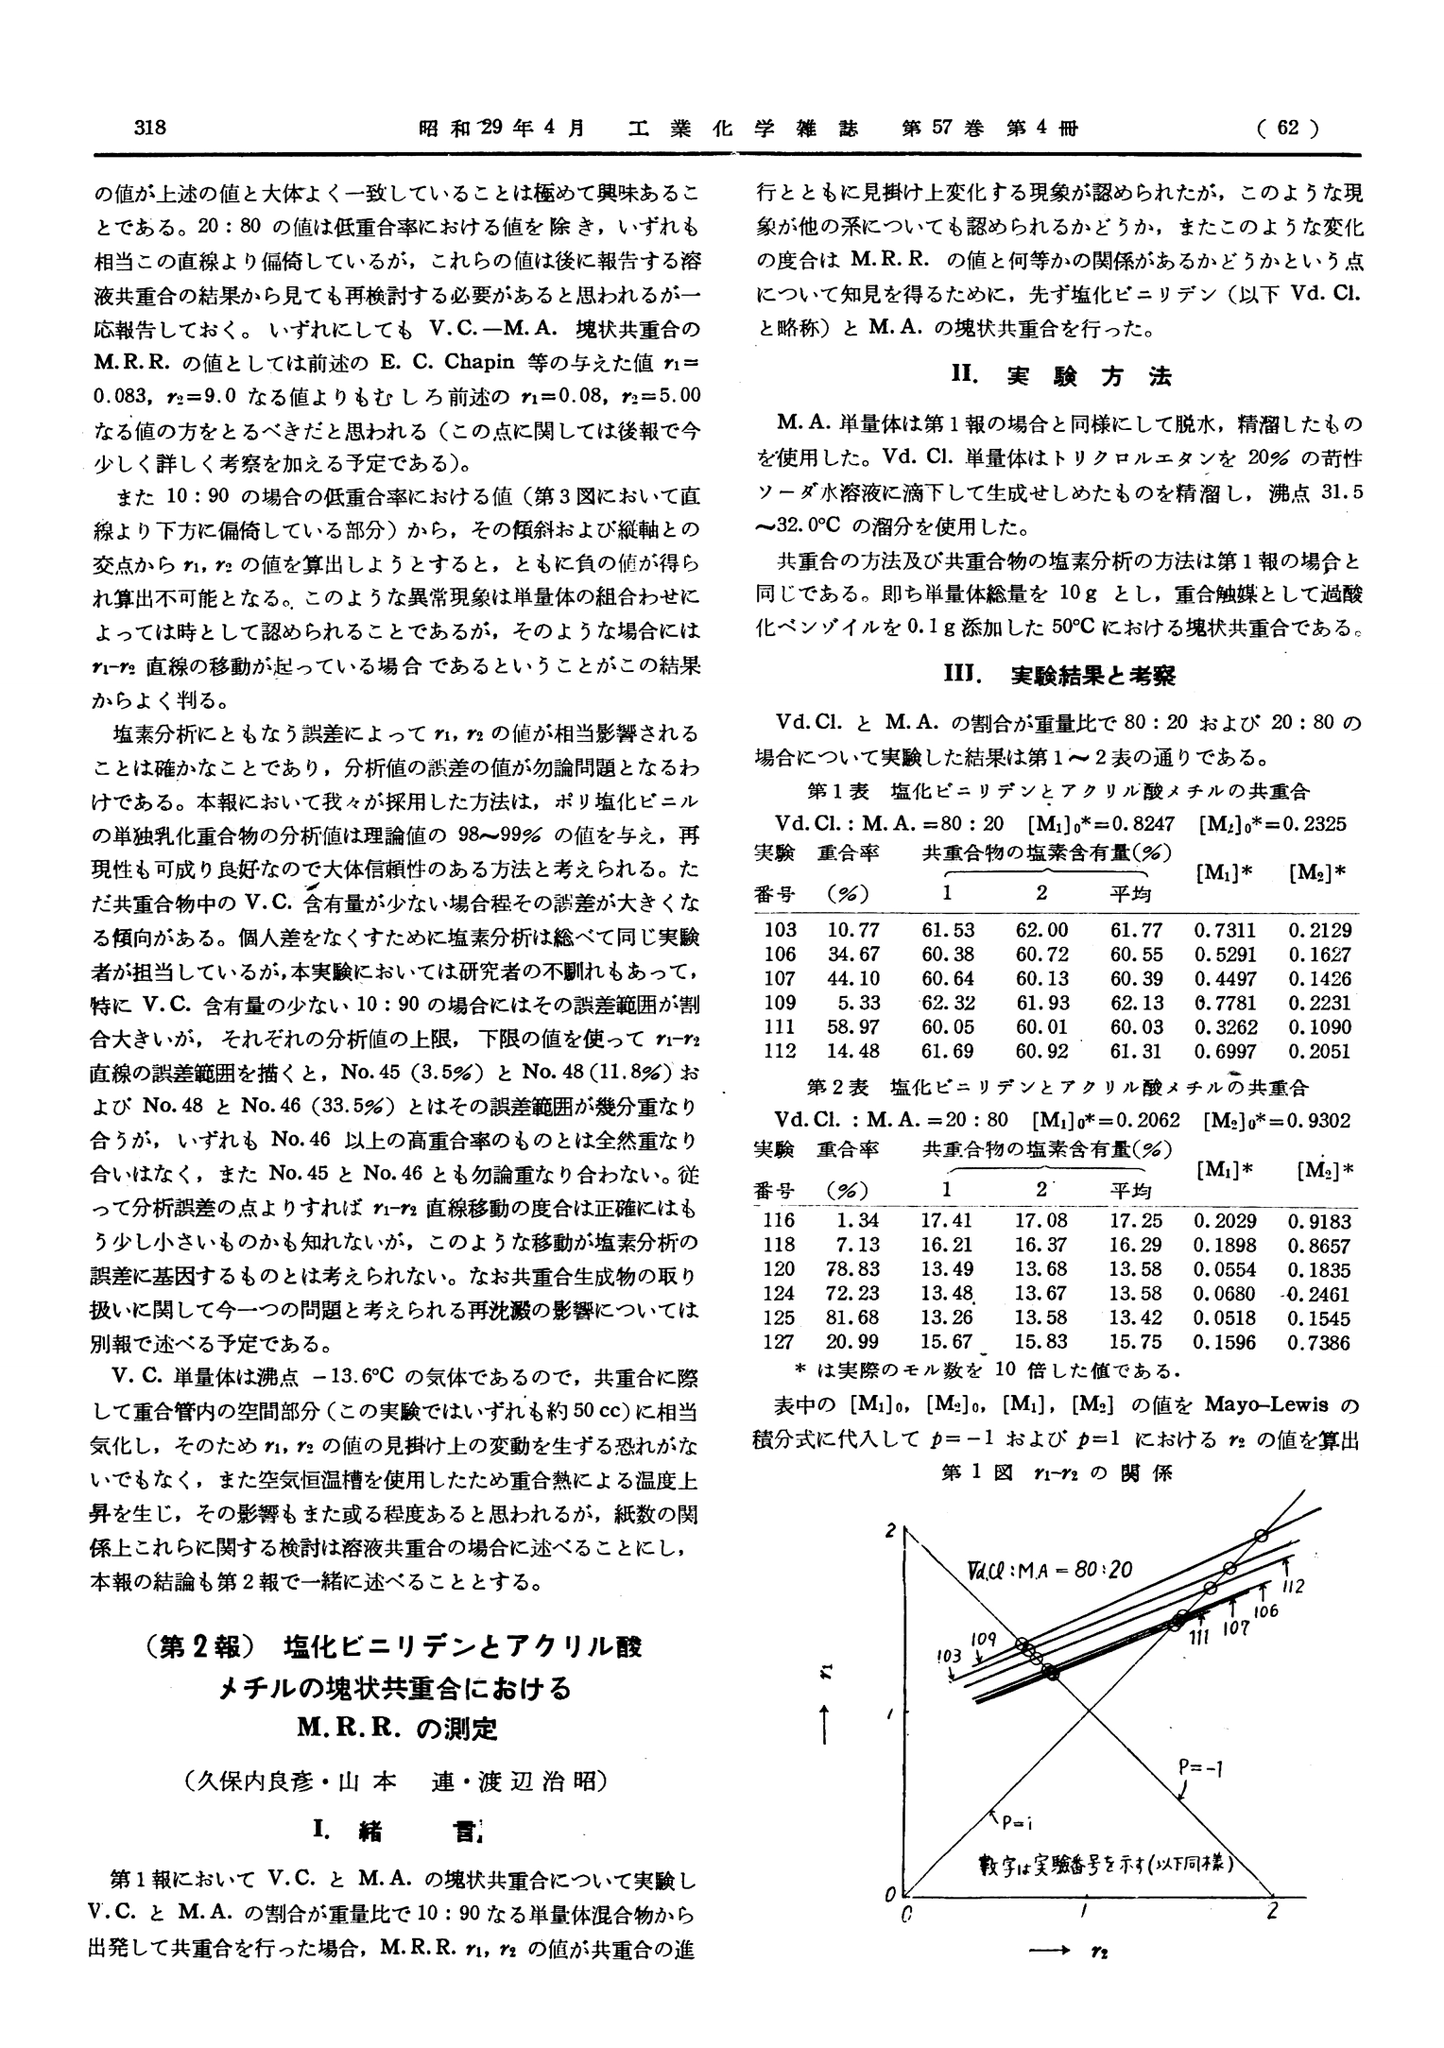 318
昭和29年4月 工業化学雑誌 第57巻 第4冊
(62)
の値が上述の値と大体よく一致していることは極めて興味あるこ
とである。20:80 の値は低重合率における値を除き,いずれも
相当この直線より偏倚しているが,これらの値は後に報告する溶
液共重合の結果から見ても再検討する必要があると思われるが一
応報告しておく。いずれにしても V.C.—M.A. 塊状共重合の
M.R.R. の値としては前述の E. C. Chapin 等の与えた値 r₁=
0.083, r₂=9.0 なる値よりもむしろ前述の r₁=0.08, r₂=5.00
なる値の方をとるべきだと思われる(この点に関しては後報で今
少しく詳しく考察を加える予定である)。
また 10:90 の場合の低重合率における値(第3図において直
線より下方に偏倚している部分)から,その傾斜および縦軸との
交点から r₁, r₂ の値を算出しようとすると,ともに負の値が得ら
れ算出不可能となる。このような異常現象は単量体の組合わせに
よっては時として認められることであるが,そのような場合には
r₁-r₂ 直線の移動が起っている場合であるということがこの結果
からよく判る。
塩素分析にともなう誤差によって r₁, r₂ の値が相当影響される
ことは確かなことであり,分析値の誤差の値が勿論問題となるわ
けである。本報において我々が採用した方法は,ポリ塩化ビニル
の単独乳化重合物の分析値は理論値の 98~99% の値を与え,再
現性も可成り良好なので大体信頼性のある方法と考えられる。た
だ共重合物中の V.C. 含有量が少ない場合程その誤差が大きくな
る傾向がある。個人差をなくすために塩素分析は総べて同じ実験
者が担当しているが,本実験においては研究者の不馴れもあって,
特に V.C. 含有量の少ない 10:90 の場合にはその誤差範囲が割
合大きいが,それぞれの分析値の上限,下限の値を使って r₁-r₂
直線の誤差範囲を描くと,No.45 (3.5%) と No.48 (11.8%) お
よび No.48 と No.46 (33.5%) とはその誤差範囲が幾分重なり
合うが,いずれも No.46 以上の高重合率のものとは全然重なり
合いはなく,また No.45 と No.46 とも勿論重なり合わない。従
って分析誤差の点よりすれば r₁-r₂ 直線移動の度合は正確にはも
う少し小さいものかも知れないが,このような移動が塩素分析の
誤差に基因するものとは考えられない。なお共重合生成物の取り
扱いに関して今一つの問題と考えられる再沈澱の影響については
別報で述べる予定である。
V.C. 単量体は沸点 -13.6°C の気体であるので,共重合に際
して重合管内の空間部分(この実験ではいずれも約50 cc)に相当
気化し,そのため r₁, r₂ の値の見掛け上の変動を生ずる恐れがな
いでもなく,また空気恒温槽を使用したため重合熱による温度上
昇を生じ,その影響もまた或る程度あると思われるが,紙数の関
係上これらに関する検討は溶液共重合の場合に述べることにし,
本報の結論も第2報で一緒に述べることとする。
(第2報) 塩化ビニリデンとアクリル酸
メチルの塊状共重合における
M.R.R. の測定
(久保内良彦・山本 連・渡辺治昭)
I. 緒 言
第1報において V.C. と M.A. の塊状共重合について実験し
V.C. と M.A. の割合が重量比で 10:90 なる単量体混合物から
出発して共重合を行った場合,M.R.R. r₁, r₂ の値が共重合の進
行とともに見掛け上変化する現象が認められたが,このような現
象が他の系についても認められるかどうか,またこのような変化
の度合は M.R.R. の値と何等かの関係があるかどうかという点
について知見を得るために,先ず塩化ビニリデン(以下 Vd.Cl.
と略称)と M.A. の塊状共重合を行った。
II. 実験方法
M.A. 単量体は第1報の場合と同様にして脱水,精溜したもの
を使用した。Vd.Cl. 単量体はトリクロルエタンを 20% の苛性
ソーダ水溶液に滴下して生成せしめたものを精溜し,沸点 31.5
~32.0°C の溜分を使用した。
共重合の方法及び共重合物の塩素分析の方法は第1報の場合と
同じである。即ち単量体総量を 10g とし,重合触媒として過酸
化ベンゾイルを 0.1g 添加した 50°C における塊状共重合である。
III. 実験結果と考察
Vd.Cl. と M.A. の割合が重量比で 80:20 および 20:80 の
場合について実験した結果は第1~2表の通りである。
第1表 塩化ビニリデンとアクリル酸メチルの共重合
Vd.Cl.:M.A.=80:20 [M₁]₀*=0.8247 [M₂]₀*=0.2325
実験 重合率 共重合物の塩素含有量(%) [M₁]* [M₂]*
番号 (%) 1 2 平均
103 10.77 61.53 62.00 61.77 0.7311 0.2129
106 34.67 60.38 60.72 60.55 0.5291 0.1627
107 44.10 60.64 60.13 60.39 0.4497 0.1426
109 5.33 62.32 61.93 62.13 0.7781 0.2231
111 58.97 60.05 60.01 60.03 0.3262 0.1090
112 14.48 61.69 60.92 61.31 0.6997 0.2051
第2表 塩化ビニリデンとアクリル酸メチルの共重合
Vd.Cl.:M.A.=20:80 [M₁]₀*=0.2062 [M₂]₀*=0.9302
実験 重合率 共重合物の塩素含有量(%) [M₁]* [M₂]*
番号 (%) 1 2 平均
116 1.34 17.41 17.08 17.25 0.2029 0.9183
118 7.13 16.21 16.37 16.29 0.1898 0.8657
120 78.83 13.49 13.68 13.58 0.0554 0.1835
124 72.23 13.48 13.67 13.58 0.0680 0.2461
125 81.68 13.26 13.58 13.42 0.0518 0.1545
127 20.99 15.67 15.83 15.75 0.1596 0.7386
* は実際のモル数を 10 倍した値である.
表中の [M₁]₀, [M₂]₀, [M₁], [M₂] の値を Mayo-Lewis の
積分式に代入して p=-1 および p=1 における r₂ の値を算出
第1図 r₁-r₂ の関係
2
Vd.Cl:M.A=80:20
112
106
107
111
109
103
→ r₁
1
P=-1
P=1
数字は実験番号を示す(以下同様)
0
0 1 2
→ r₂